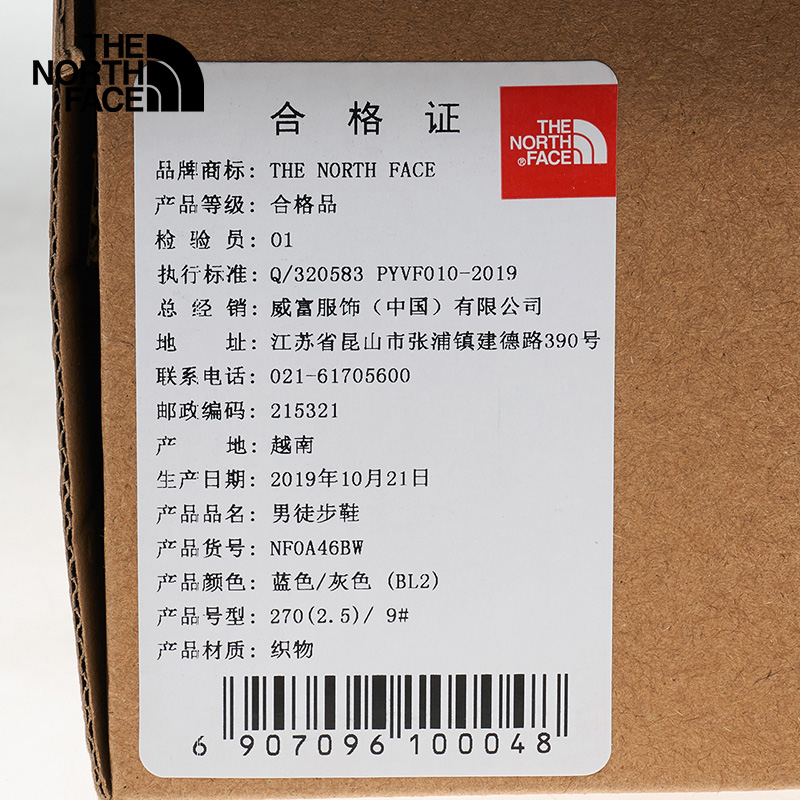 THE
NORTH
FACE
合格证
THE
NORTH
®FACE
品牌商标: THE NORTH FACE
产品等级: 合格品
检 验 员: 01
执行标准: Q/320583 PYVF010-2019
总 经 销: 威富服饰（中国）有限公司
地　　址: 江苏省昆山市张浦镇建德路390号
联系电话: 021-61705600
邮政编码: 215321
产　　地: 越南
生产日期: 2019年10月21日
产品品名: 男徒步鞋
产品货号: NF0A46BW
产品颜色: 蓝色/灰色 (BL2)
产品号型: 270(2.5)/ 9#
产品材质: 织物
6 907096 100048